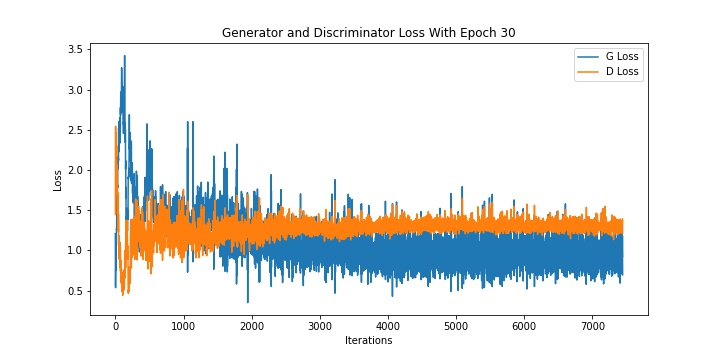 Generator and Discriminator Loss With Epoch 30
G Loss
D Loss
3.5
3.0
2.5
2.0
1.5
1.0
0.5
Loss
0 1000 2000 3000 4000 5000 6000 7000
Iterations